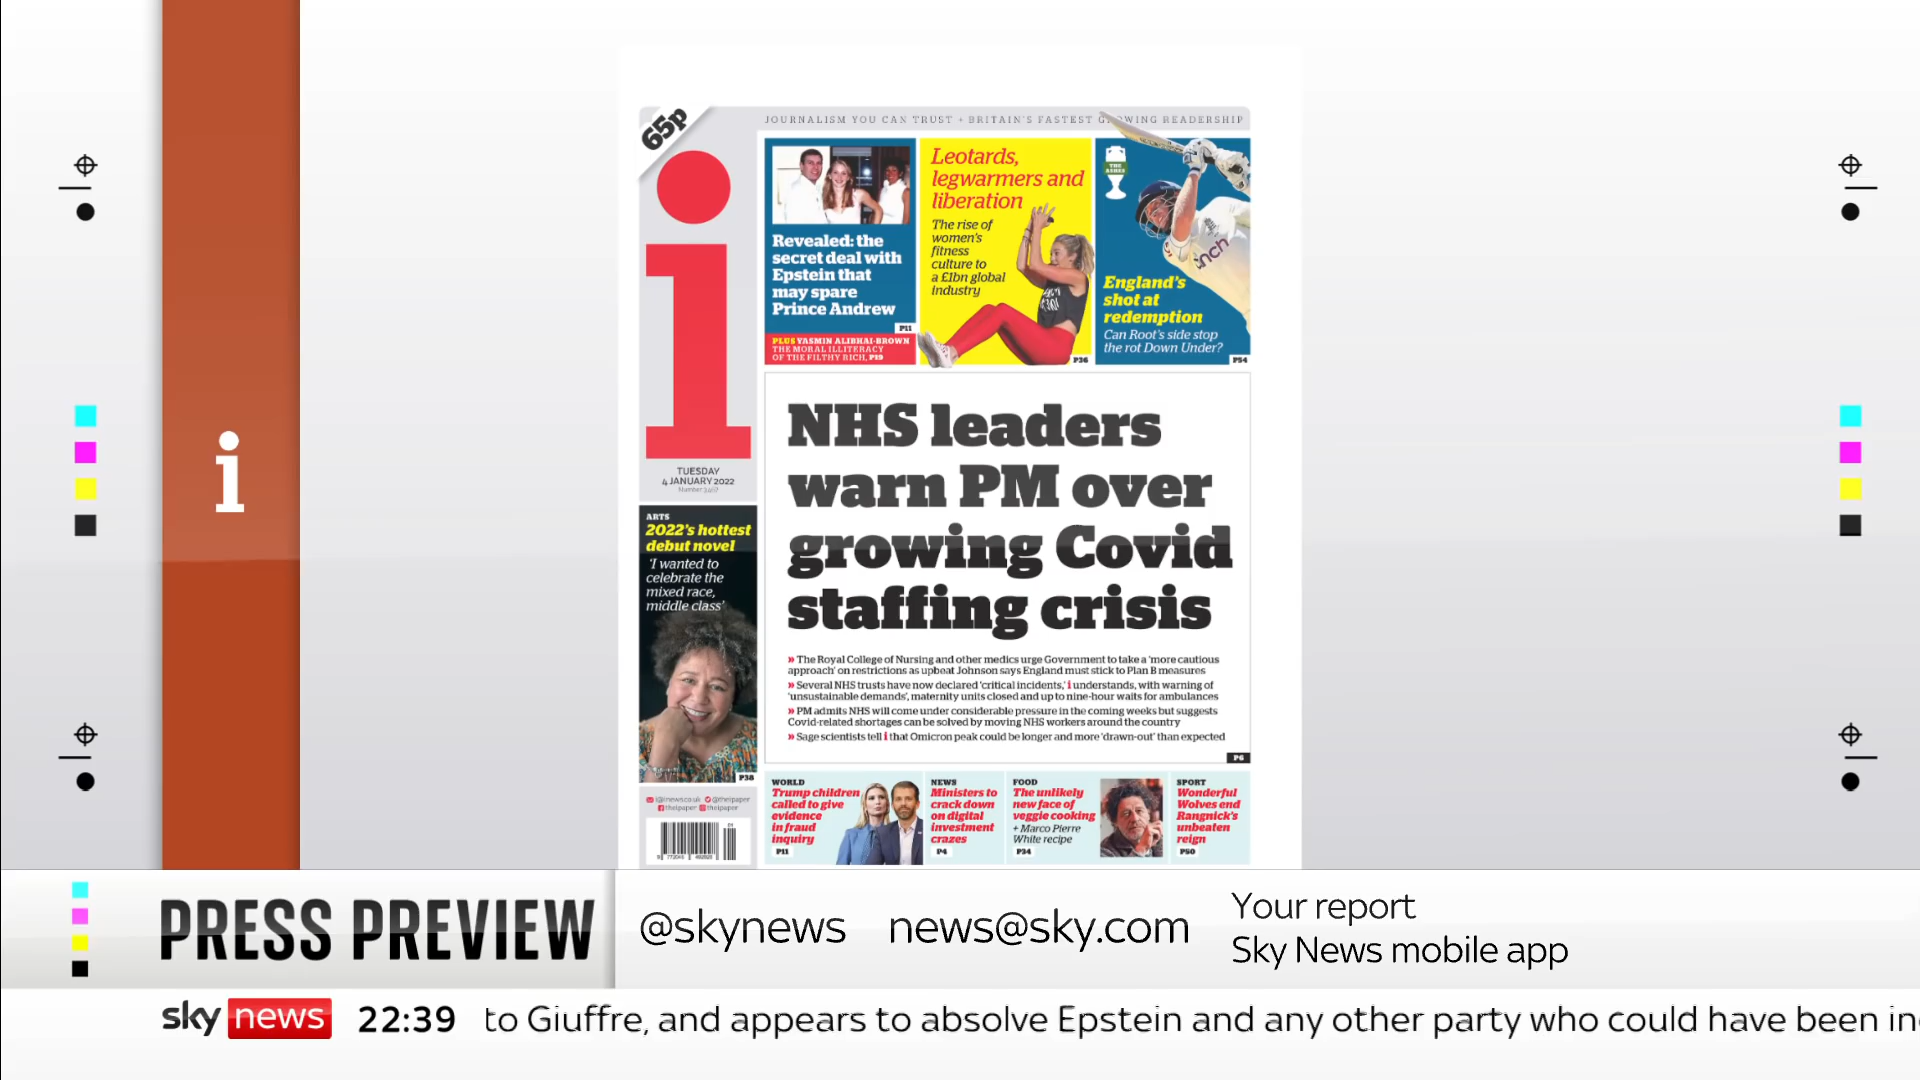 65p
JOURNALISM YOU CAN TRUST + BRITAIN'S FASTEST GROWING READERSHIP
i
TUESDAY
4 JANUARY 2022
Revealed: the
secret deal with
Epstein that
may spare
Prince Andrew
P11
PLUS YASMIN ALIBHAI-BROWN
THE MORAL ILLITERACY
OF THE FILTHY RICH, P19
Leotards,
legwarmers and
liberation
The rise of
women's
fitness
culture to
a £1bn global
industry
P36
THE
ASHES
England's
shot at
redemption
Can Root's side stop
the rot Down Under?
P54
i
ARTS
2022's hottest
debut novel
'I wanted to
celebrate the
mixed race,
middle class'
P38
NHS leaders
warn PM over
growing Covid
staffing crisis
» The Royal College of Nursing and other medics urge Government to take a 'more cautious
approach' on restrictions as upbeat Johnson says England must stick to Plan B measures
» Several NHS trusts have now declared 'critical incidents,' i understands, with warning of
'unsustainable demands', maternity units closed and up to nine-hour waits for ambulances
» PM admits NHS will come under considerable pressure in the coming weeks but suggests
Covid-related shortages can be solved by moving NHS workers around the country
» Sage scientists tell i that Omicron peak could be longer and more 'drawn-out' than expected
P6
WORLD
Trump children
called to give
evidence
in fraud
inquiry
P11
NEWS
Ministers to
crack down
on digital
investment
crazes
P4
FOOD
The unlikely
new face of
veggie cooking
+ Marco Pierre
White recipe
P34
SPORT
Wonderful
Wolves end
Rangnick's
unbeaten
reign
P50
PRESS PREVIEW
@skynews news@sky.com
Your report
Sky News mobile app
sky news 22:39 to Giuffre, and appears to absolve Epstein and any other party who could have been in